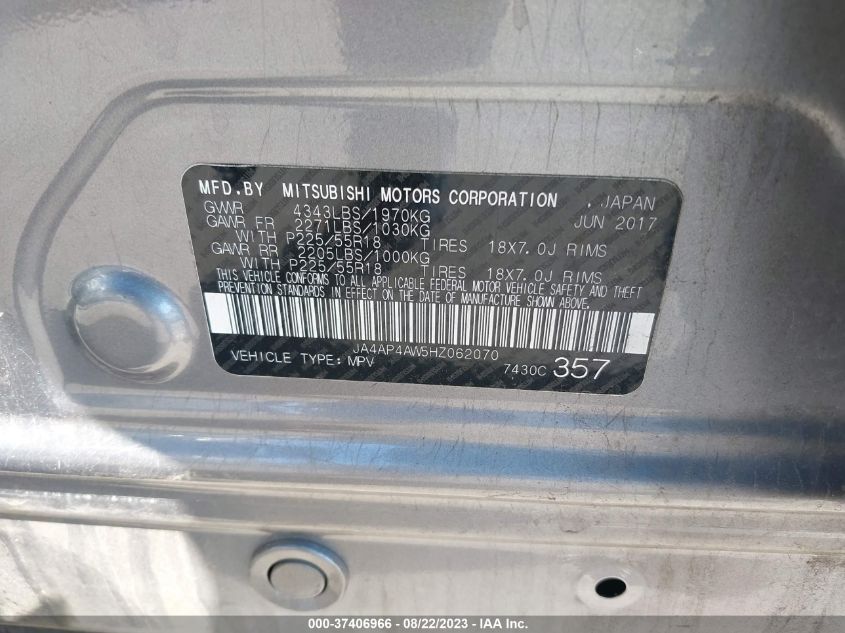 MFD.BY MITSUBISHI MOTORS CORPORATION , JAPAN
GVWR 4343LBS/1970KG JUN 2017
GAWR FR 2271LBS/1030KG
WITH P225/55R18 TIRES 18X7.0J RIMS
GAWR RR 2205LBS/1000KG
WITH P225/55R18 TIRES 18X7.0J RIMS
THIS VEHICLE CONFORMS TO ALL APPLICABLE FEDERAL MOTOR VEHICLE SAFETY AND THEFT
PREVENTION STANDARDS IN EFFECT ON THE DATE OF MANUFACTURE SHOWN ABOVE.
JA4AP4AW5HZ062070
VEHICLE TYPE: MPV 7430C 357
000-37406966 - 08/22/2023 - IAA Inc.